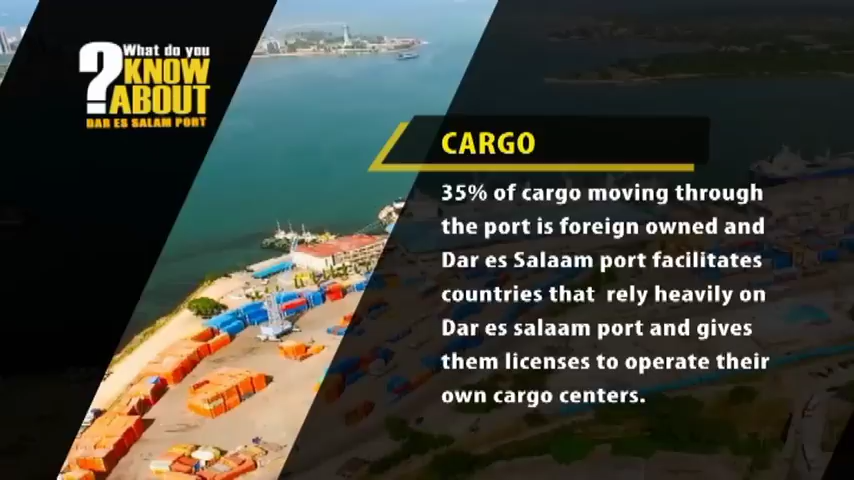 ? What do you
KNOW
ABOUT
DAR ES SALAM PORT
CARGO
35% of cargo moving through
the port is foreign owned and
Dar es Salaam port facilitates
countries that rely heavily on
Dar es salaam port and gives
them licenses to operate their
own cargo centers.